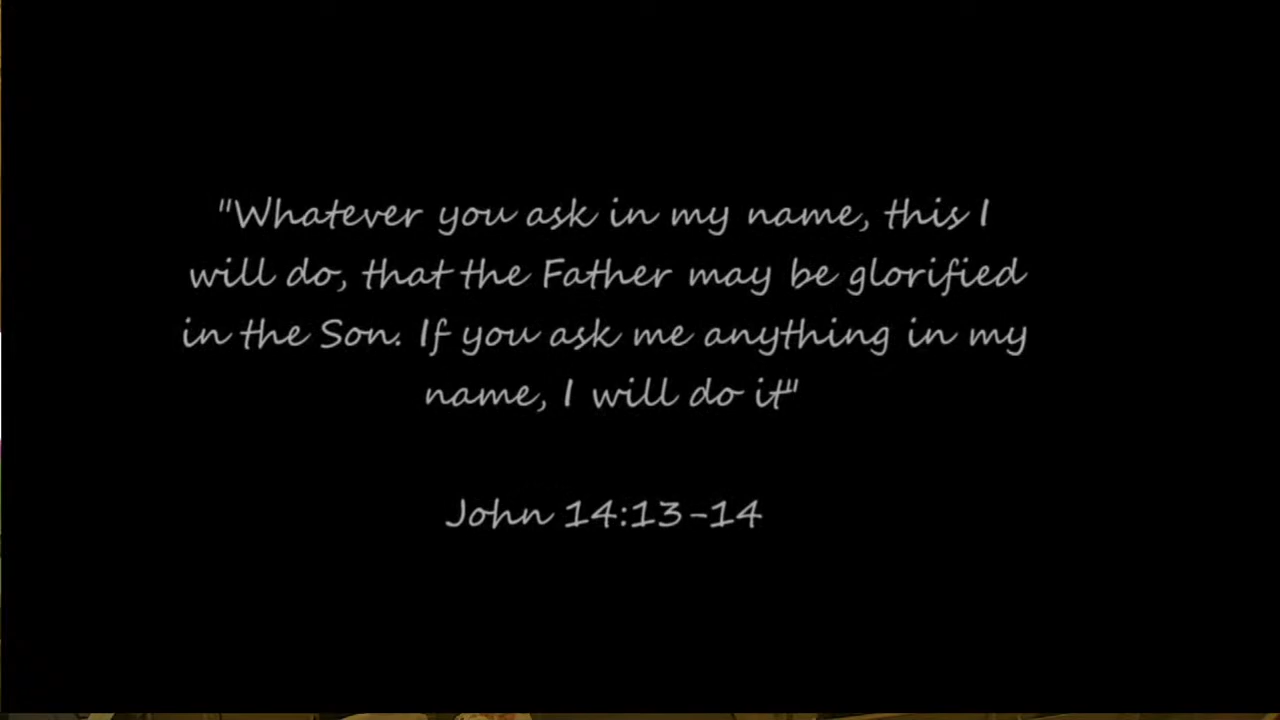 "Whatever you ask in my name, this I
will do, that the Father may be glorified
in the Son. If you ask me anything in my
name, I will do it"
John 14:13-14